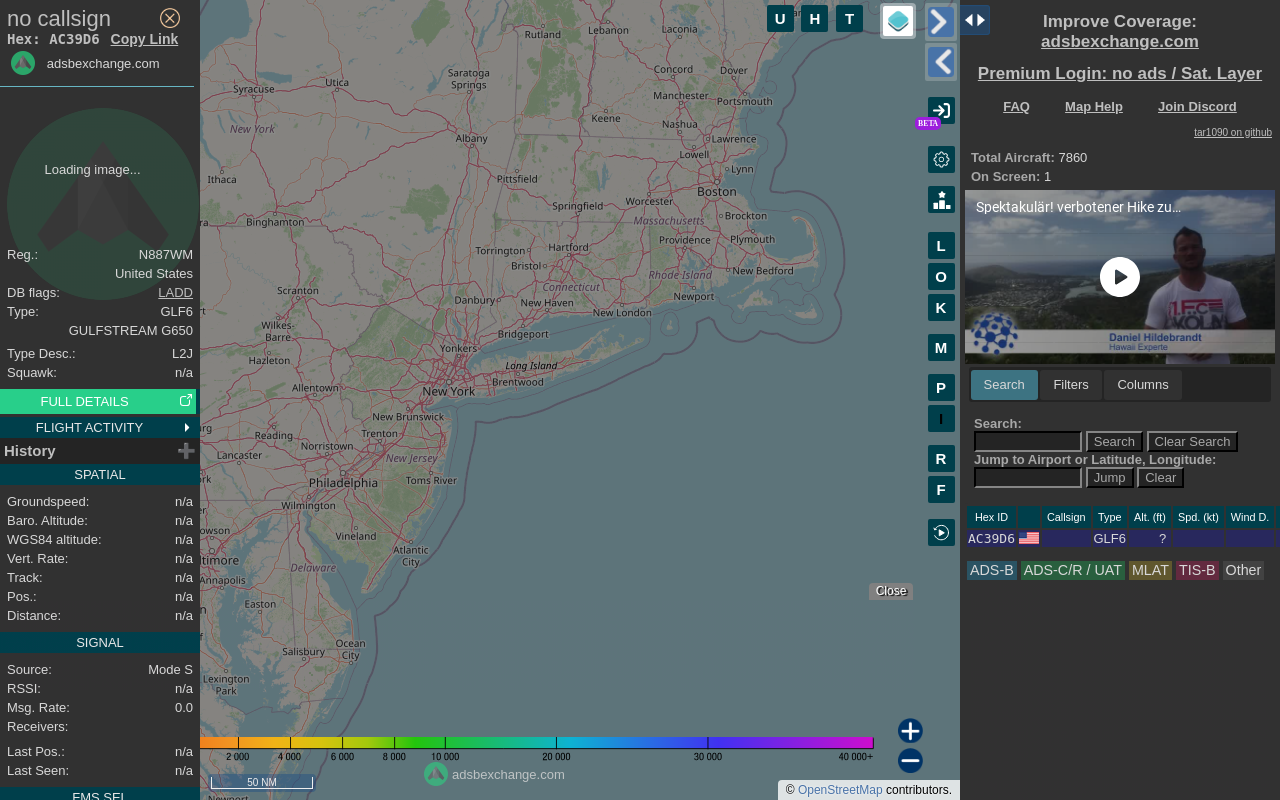 no callsign
Hex: AC39D6 Copy Link
adsbexchange.com
Loading image...
Reg.: N887WM
United States
DB flags: LADD
Type: GLF6
GULFSTREAM G650
Type Desc.: L2J
Squawk: n/a
FULL DETAILS
FLIGHT ACTIVITY
History
SPATIAL
Groundspeed: n/a
Baro. Altitude: n/a
WGS84 altitude: n/a
Vert. Rate: n/a
Track: n/a
Pos.: n/a
Distance: n/a
SIGNAL
Source: Mode S
RSSI: n/a
Msg. Rate: 0.0
Receivers:
Last Pos.: n/a
Last Seen: n/a
FMS SEL
U H T
BETA
L
O
K
M
P
I
R
F
Rutland
Lebanon
Laconia
Concord
Dover
Saratoga
Springs
Utica
Syracuse
Manchester
Portsmouth
Keene
Nashua
New York
Albany
Lawrence
Lowell
Lynn
Ithaca
Pittsfield
Boston
Worcester
Springfield
Massachusetts
Brockton
Binghamton
Providence
Plymouth
Torrington
Hartford
Bristol
New Bedford
Rhode Island
Connecticut
Scranton
Danbury
New Haven
Newport
New London
Wilkes-
Barre
Bridgeport
Yonkers
Hazleton
Long Island
Brentwood
Allentown
New York
New Brunswick
Reading
Trenton
Norristown
Lancaster
New Jersey
Philadelphia
Toms River
Wilmington
Vineland
Atlantic
City
Delaware
Annapolis
Easton
Ocean
City
Salisbury
Lexington
Park
Newport
Close
2 000 4 000 6 000 8 000 10 000 20 000 30 000 40 000+
50 NM
adsbexchange.com
© OpenStreetMap contributors.
Improve Coverage:
adsbexchange.com
Premium Login: no ads / Sat. Layer
FAQ Map Help Join Discord
tar1090 on github
Total Aircraft: 7860
On Screen: 1
Spektakulär! verbotener Hike zu...
Daniel Hildebrandt
Hawaii Experte
Search Filters Columns
Search:
Search Clear Search
Jump to Airport or Latitude, Longitude:
Jump Clear
Hex ID Callsign Type Alt. (ft) Spd. (kt) Wind D.
AC39D6 GLF6 ?
ADS-B ADS-C/R / UAT MLAT TIS-B Other